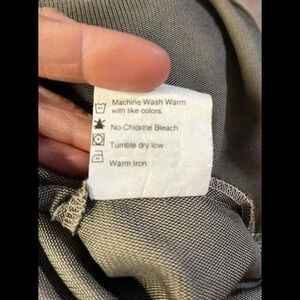 Machine Wash Warm
with like colors.
No-Chlorine Bleach
Tumble dry low
Warm Iron